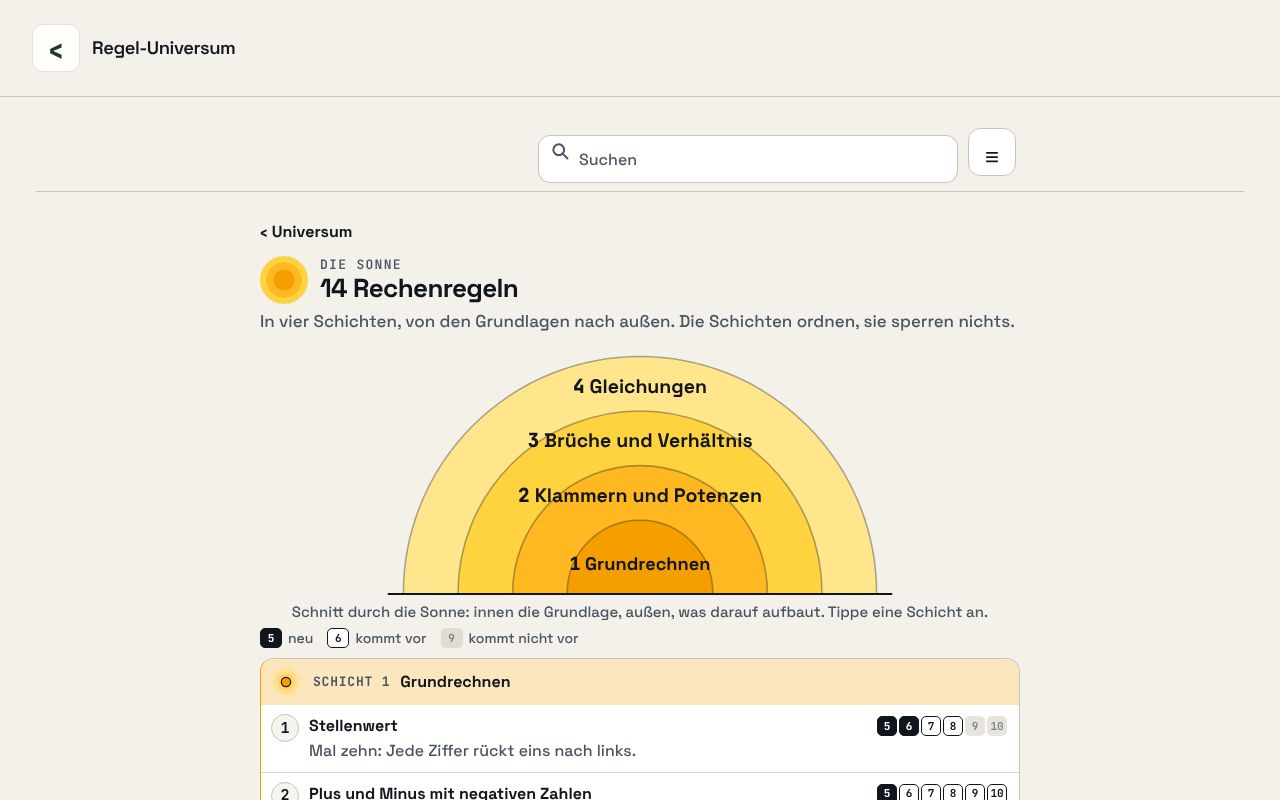 < Regel-Universum
Suchen
≡
< Universum
DIE SONNE
14 Rechenregeln
In vier Schichten, von den Grundlagen nach außen. Die Schichten ordnen, sie sperren nichts.
4 Gleichungen
3 Brüche und Verhältnis
2 Klammern und Potenzen
1 Grundrechnen
Schnitt durch die Sonne: innen die Grundlage, außen, was darauf aufbaut. Tippe eine Schicht an.
5 neu 6 kommt vor 9 kommt nicht vor
SCHICHT 1 Grundrechnen
1 Stellenwert 5 6 7 8 9 10
Mal zehn: Jede Ziffer rückt eins nach links.
2 Plus und Minus mit negativen Zahlen 5 6 7 8 9 10